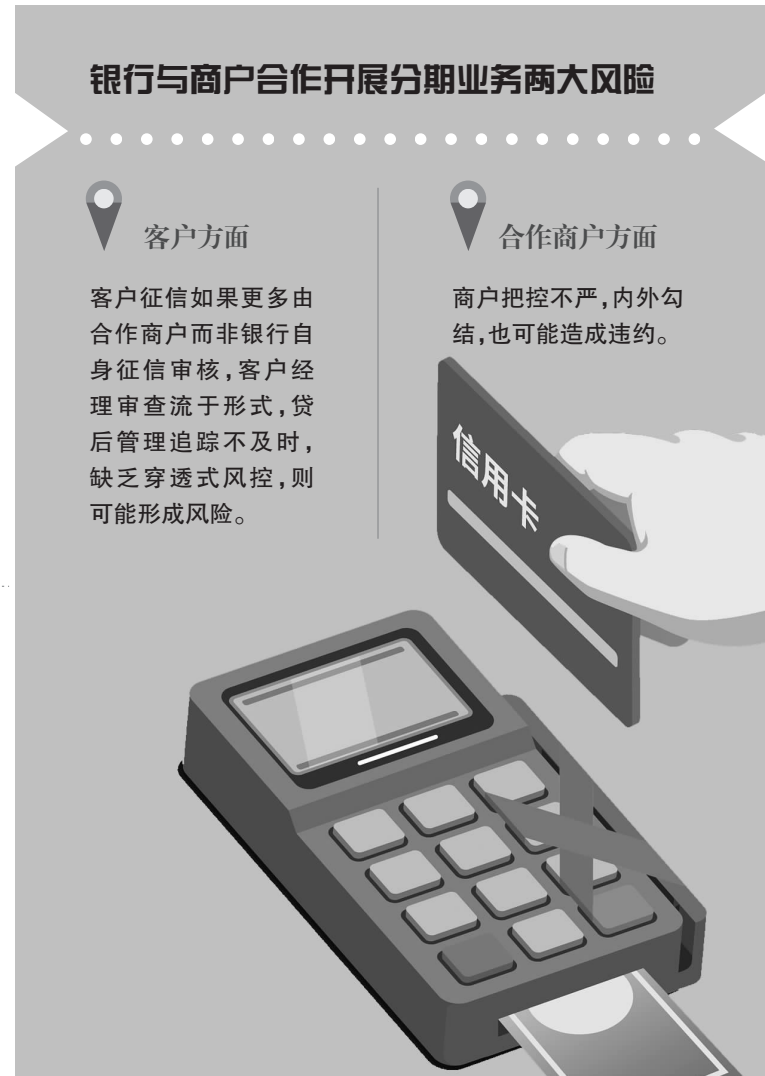 银行与商户合作开展分期业务两大风险
客户方面
客户征信如果更多由
合作商户而非银行自
身征信审核,客户经
理审查流于形式,贷
后管理追踪不及时,
缺乏穿透式风控,则
可能形成风险。
合作商户方面
商户把控不严,内外勾
结,也可能造成违约。
信用卡